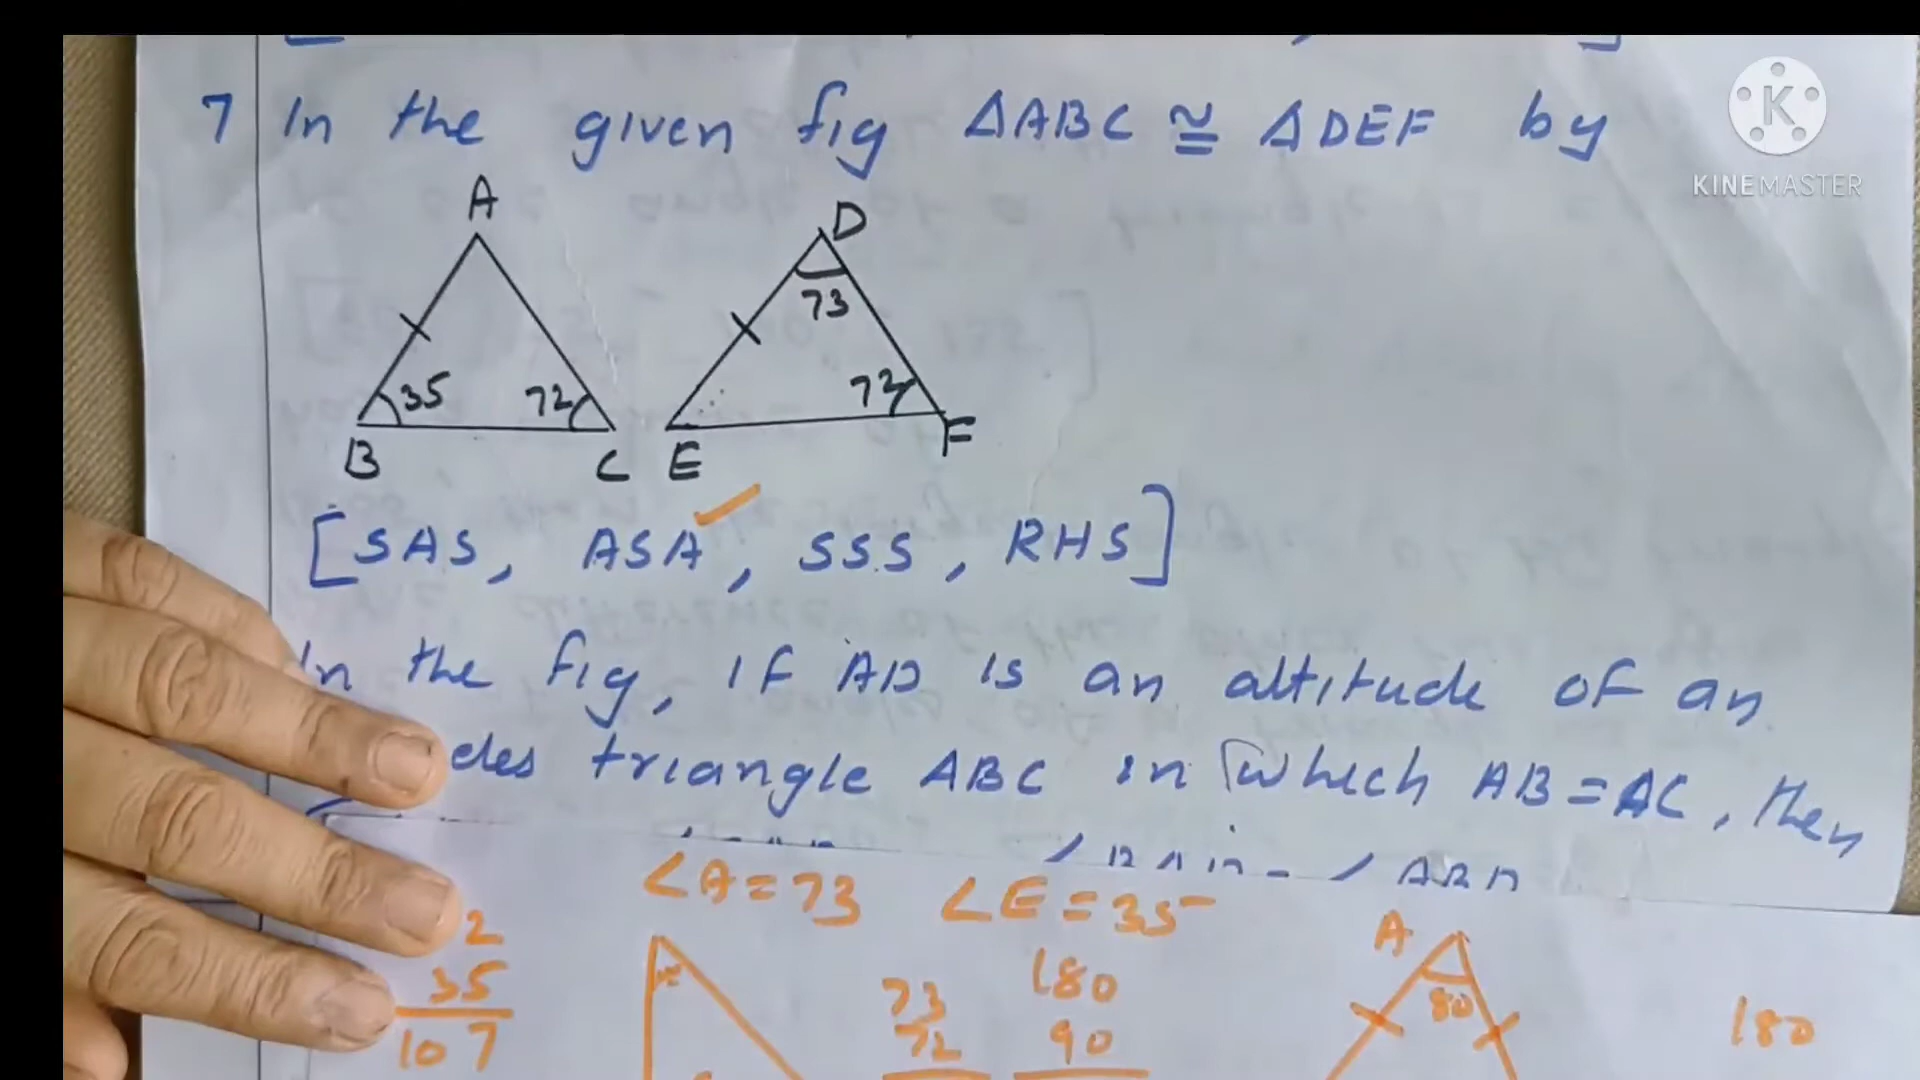 7 In the given fig ΔABC ≅ ΔDEF by
KINEMASTER
A
D
73
35 72
72
B C E F
[SAS, ASA, SSS, RHS]
In the fig, if AD is an altitude of an
triangle ABC in which AB=AC, then
∠A=73 ∠E=35
2
35
107
73
72
180
90
A
80
180